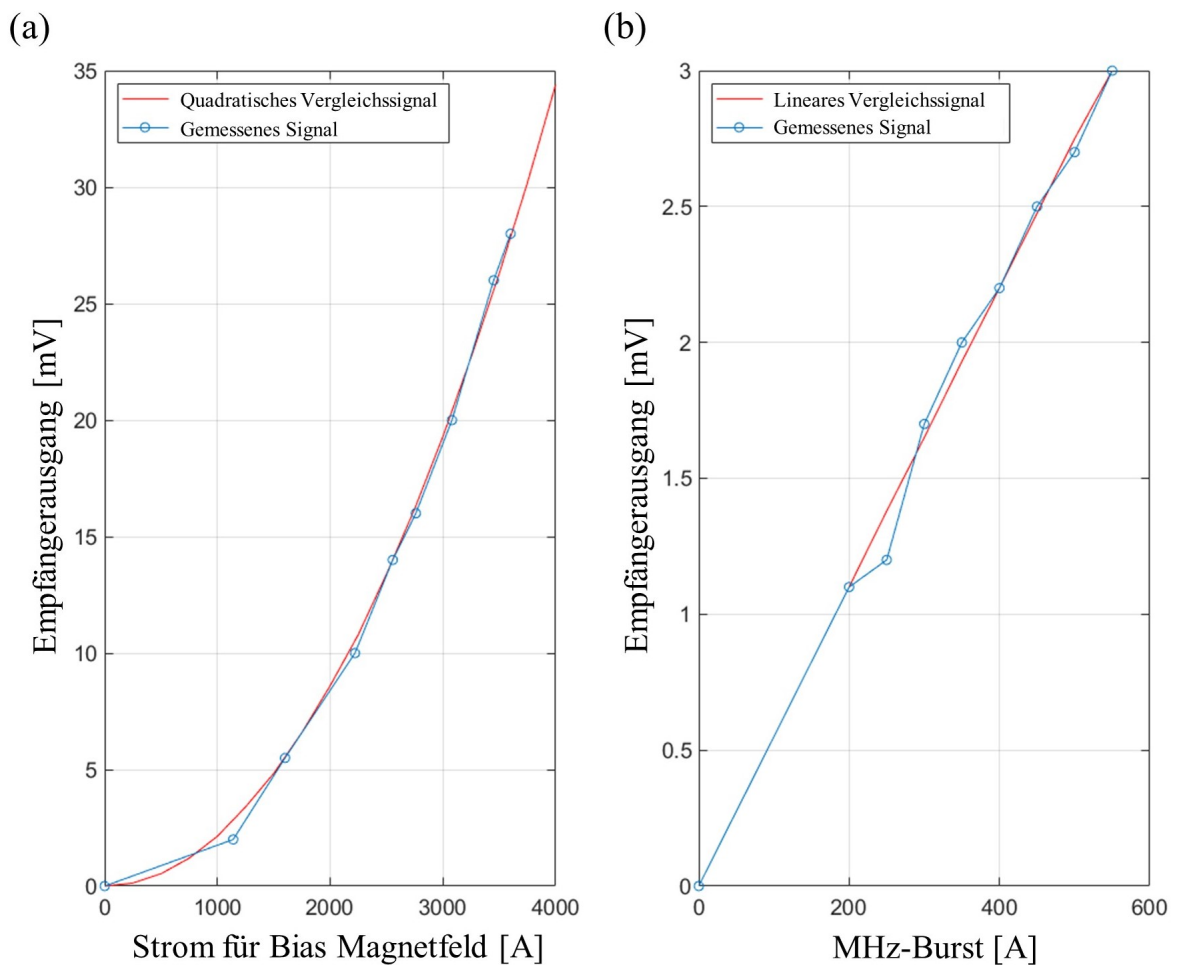 (a)
35
30
25
20
15
10
5
0
0 1000 2000 3000 4000
Quadratisches Vergleichssignal
Gemessenes Signal
Empfängerausgang [mV]
Strom für Bias Magnetfeld [A]
(b)
3
2.5
2
1.5
1
0.5
0
0 200 400 600
Lineares Vergleichssignal
Gemessenes Signal
Empfängerausgang [mV]
MHz-Burst [A]